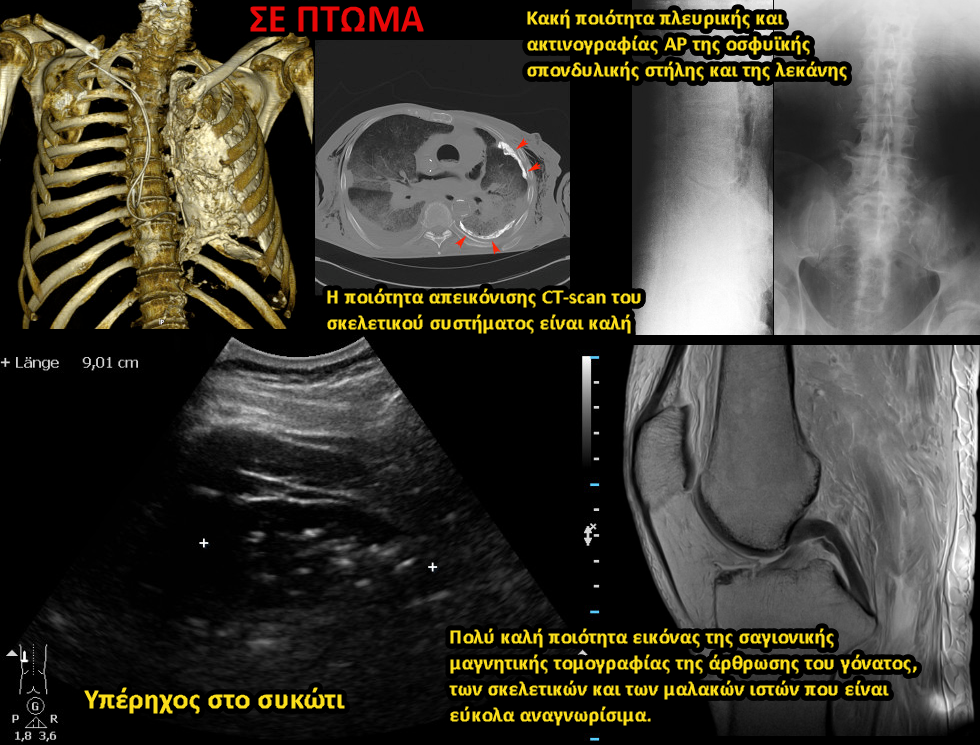 ΣΕ ΠΤΩΜΑ
Κακή ποιότητα πλευρικής και
ακτινογραφίας AP της οσφυϊκής
σπονδυλικής στήλης και της λεκάνης
Η ποιότητα απεικόνισης CT-scan του
σκελετικού συστήματος είναι καλή
+ Länge 9,01 cm
Πολύ καλή ποιότητα εικόνας της σαγιονικής
μαγνητικής τομογραφίας της άρθρωσης του γόνατος,
των σκελετικών και των μαλακών ιστών που είναι
εύκολα αναγνωρίσιμα.
Υπέρηχος στο συκώτι
G
P R
1,8 3,6